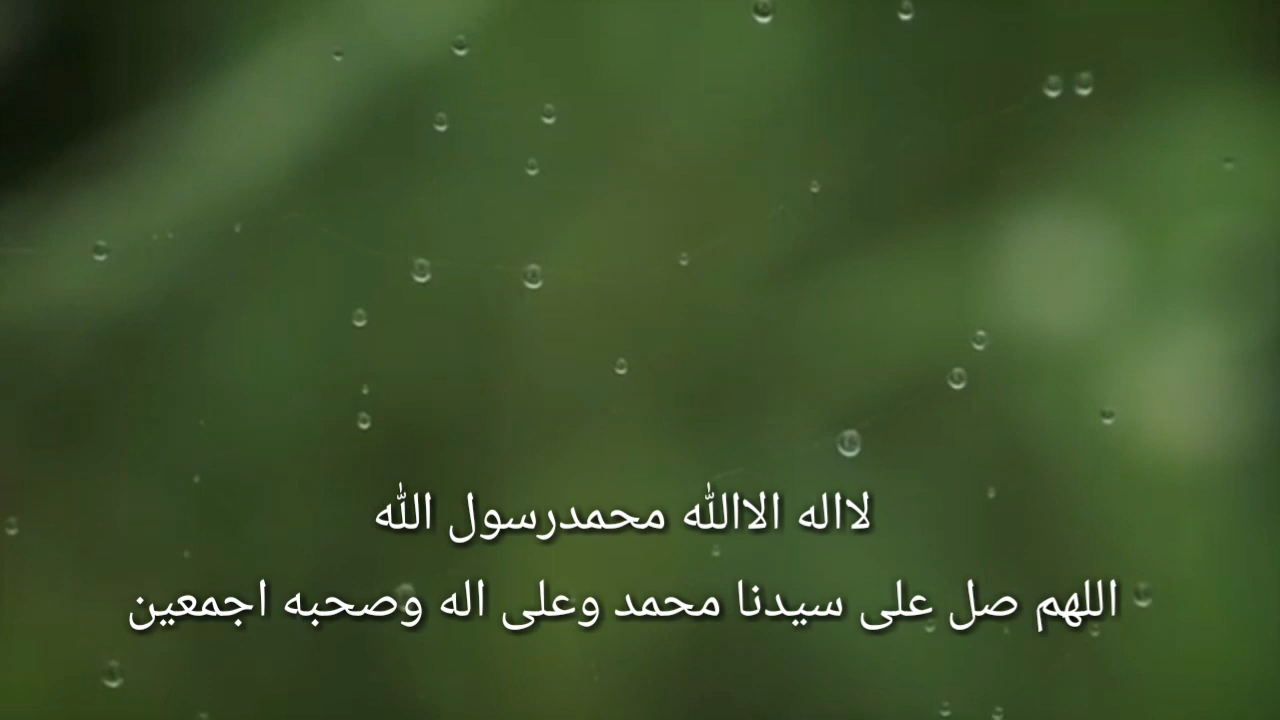 لااله الاالله محمدرسول الله
اللهم صل على سيدنا محمد وعلى اله وصحبه اجمعين